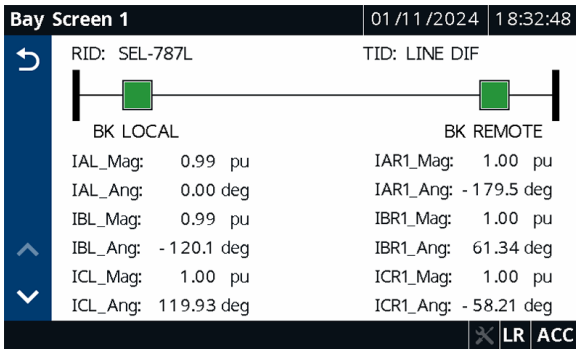 Bay Screen 1 01/11/2024 18:32:48
RID: SEL-787L TID: LINE DIF
BK LOCAL BK REMOTE
IAL_Mag: 0.99 pu IAR1_Mag: 1.00 pu
IAL_Ang: 0.00 deg IAR1_Ang: -179.5 deg
IBL_Mag: 0.99 pu IBR1_Mag: 1.00 pu
IBL_Ang: -120.1 deg IBR1_Ang: 61.34 deg
ICL_Mag: 1.00 pu ICR1_Mag: 1.00 pu
ICL_Ang: 119.93 deg ICR1_Ang: -58.21 deg
LR ACC